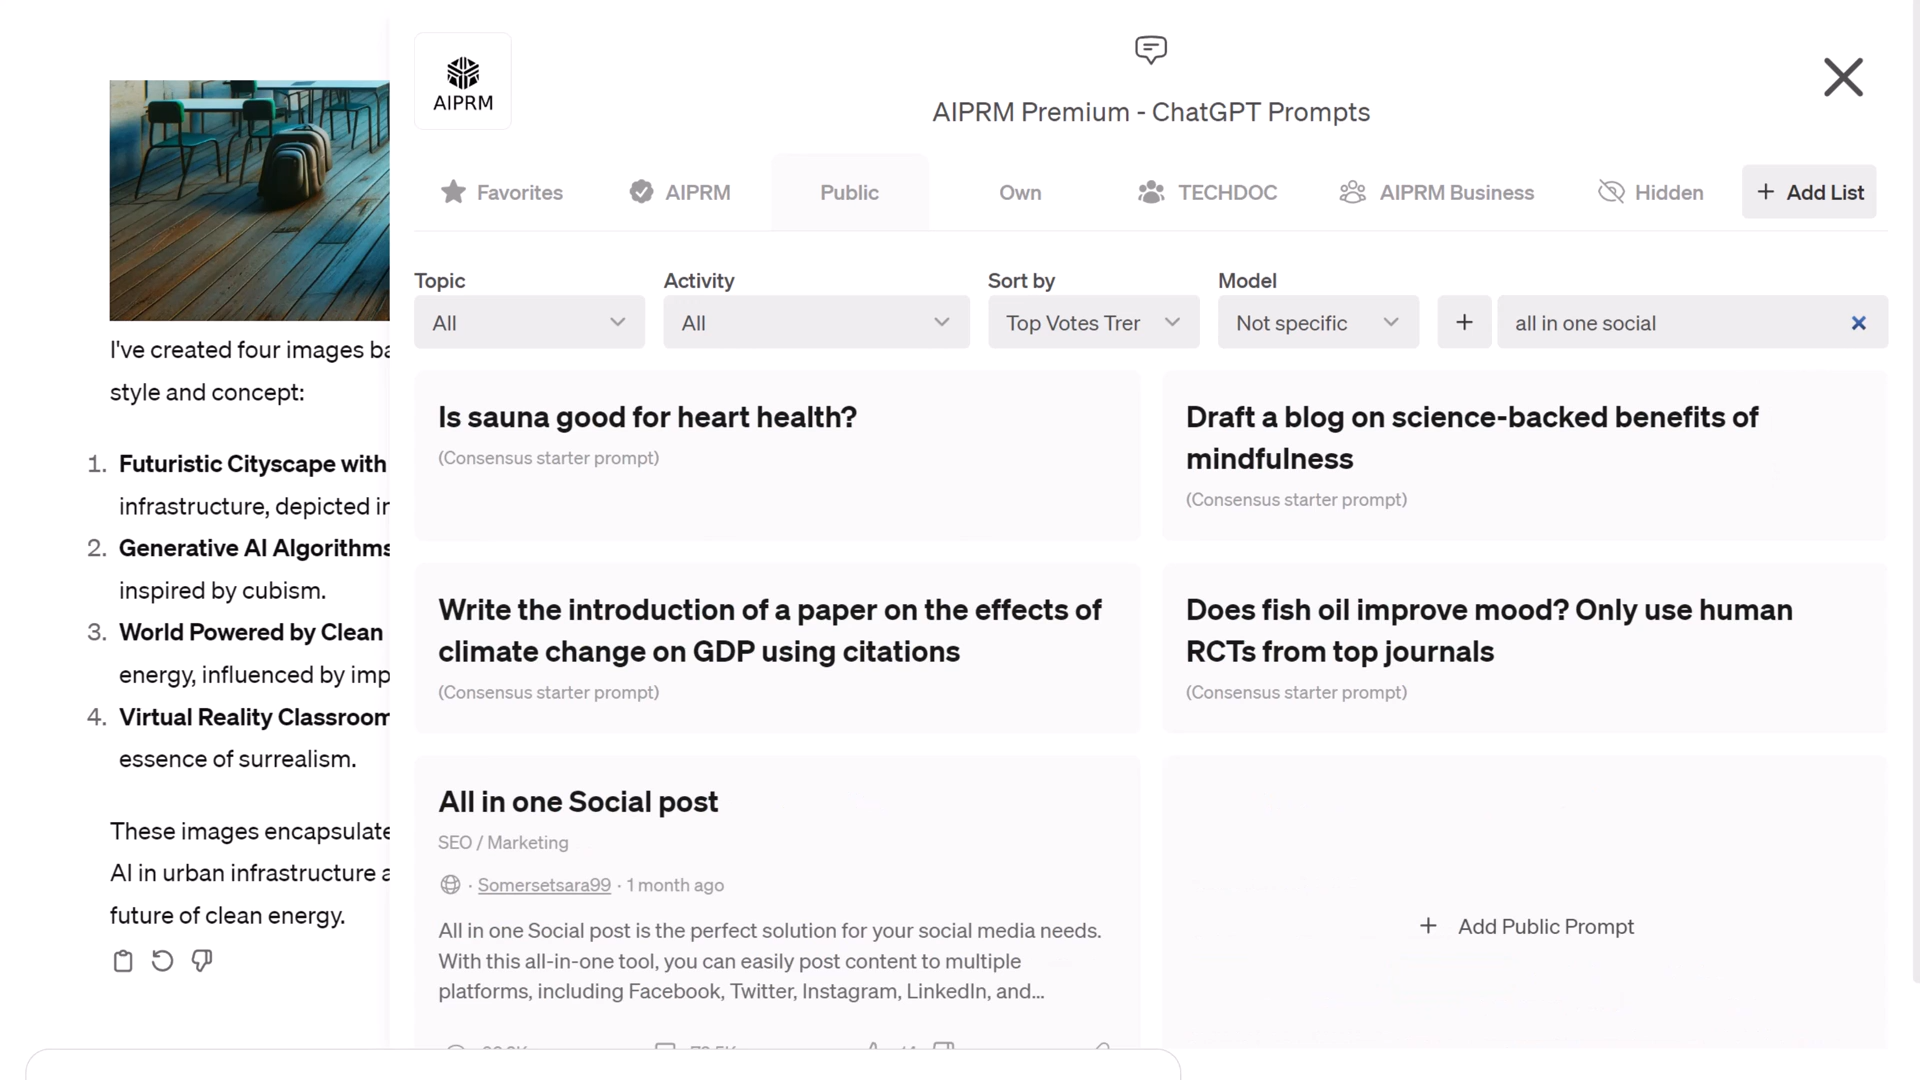 AIPRM
AIPRM Premium - ChatGPT Prompts
Favorites
AIPRM
Public
Own
TECHDOC
AIPRM Business
Hidden
+ Add List
Topic
Activity
Sort by
Model
All
All
Top Votes Trer
Not specific
+
all in one social
I've created four images ba
style and concept:
1. Futuristic Cityscape with
infrastructure, depicted in
2. Generative AI Algorithms
inspired by cubism.
3. World Powered by Clean
energy, influenced by imp
4. Virtual Reality Classroom
essence of surrealism.
These images encapsulate
AI in urban infrastructure a
future of clean energy.
Is sauna good for heart health?
(Consensus starter prompt)
Draft a blog on science-backed benefits of
mindfulness
(Consensus starter prompt)
Write the introduction of a paper on the effects of
climate change on GDP using citations
(Consensus starter prompt)
Does fish oil improve mood? Only use human
RCTs from top journals
(Consensus starter prompt)
All in one Social post
SEO / Marketing
· Somersetsara99 · 1 month ago
All in one Social post is the perfect solution for your social media needs.
With this all-in-one tool, you can easily post content to multiple
platforms, including Facebook, Twitter, Instagram, LinkedIn, and...
+ Add Public Prompt